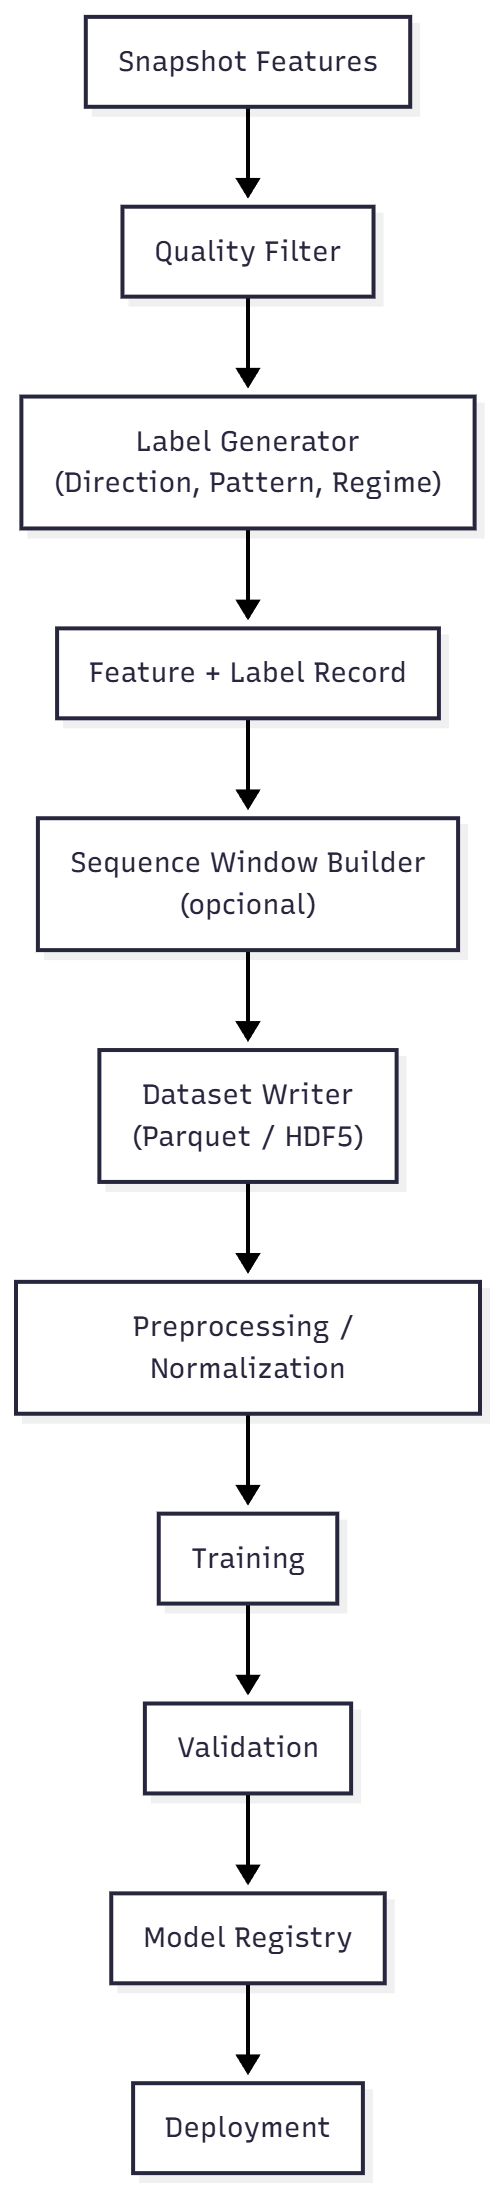 Snapshot Features
Quality Filter
Label Generator
(Direction, Pattern, Regime)
Feature + Label Record
Sequence Window Builder
(opcional)
Dataset Writer
(Parquet / HDF5)
Preprocessing /
Normalization
Training
Validation
Model Registry
Deployment